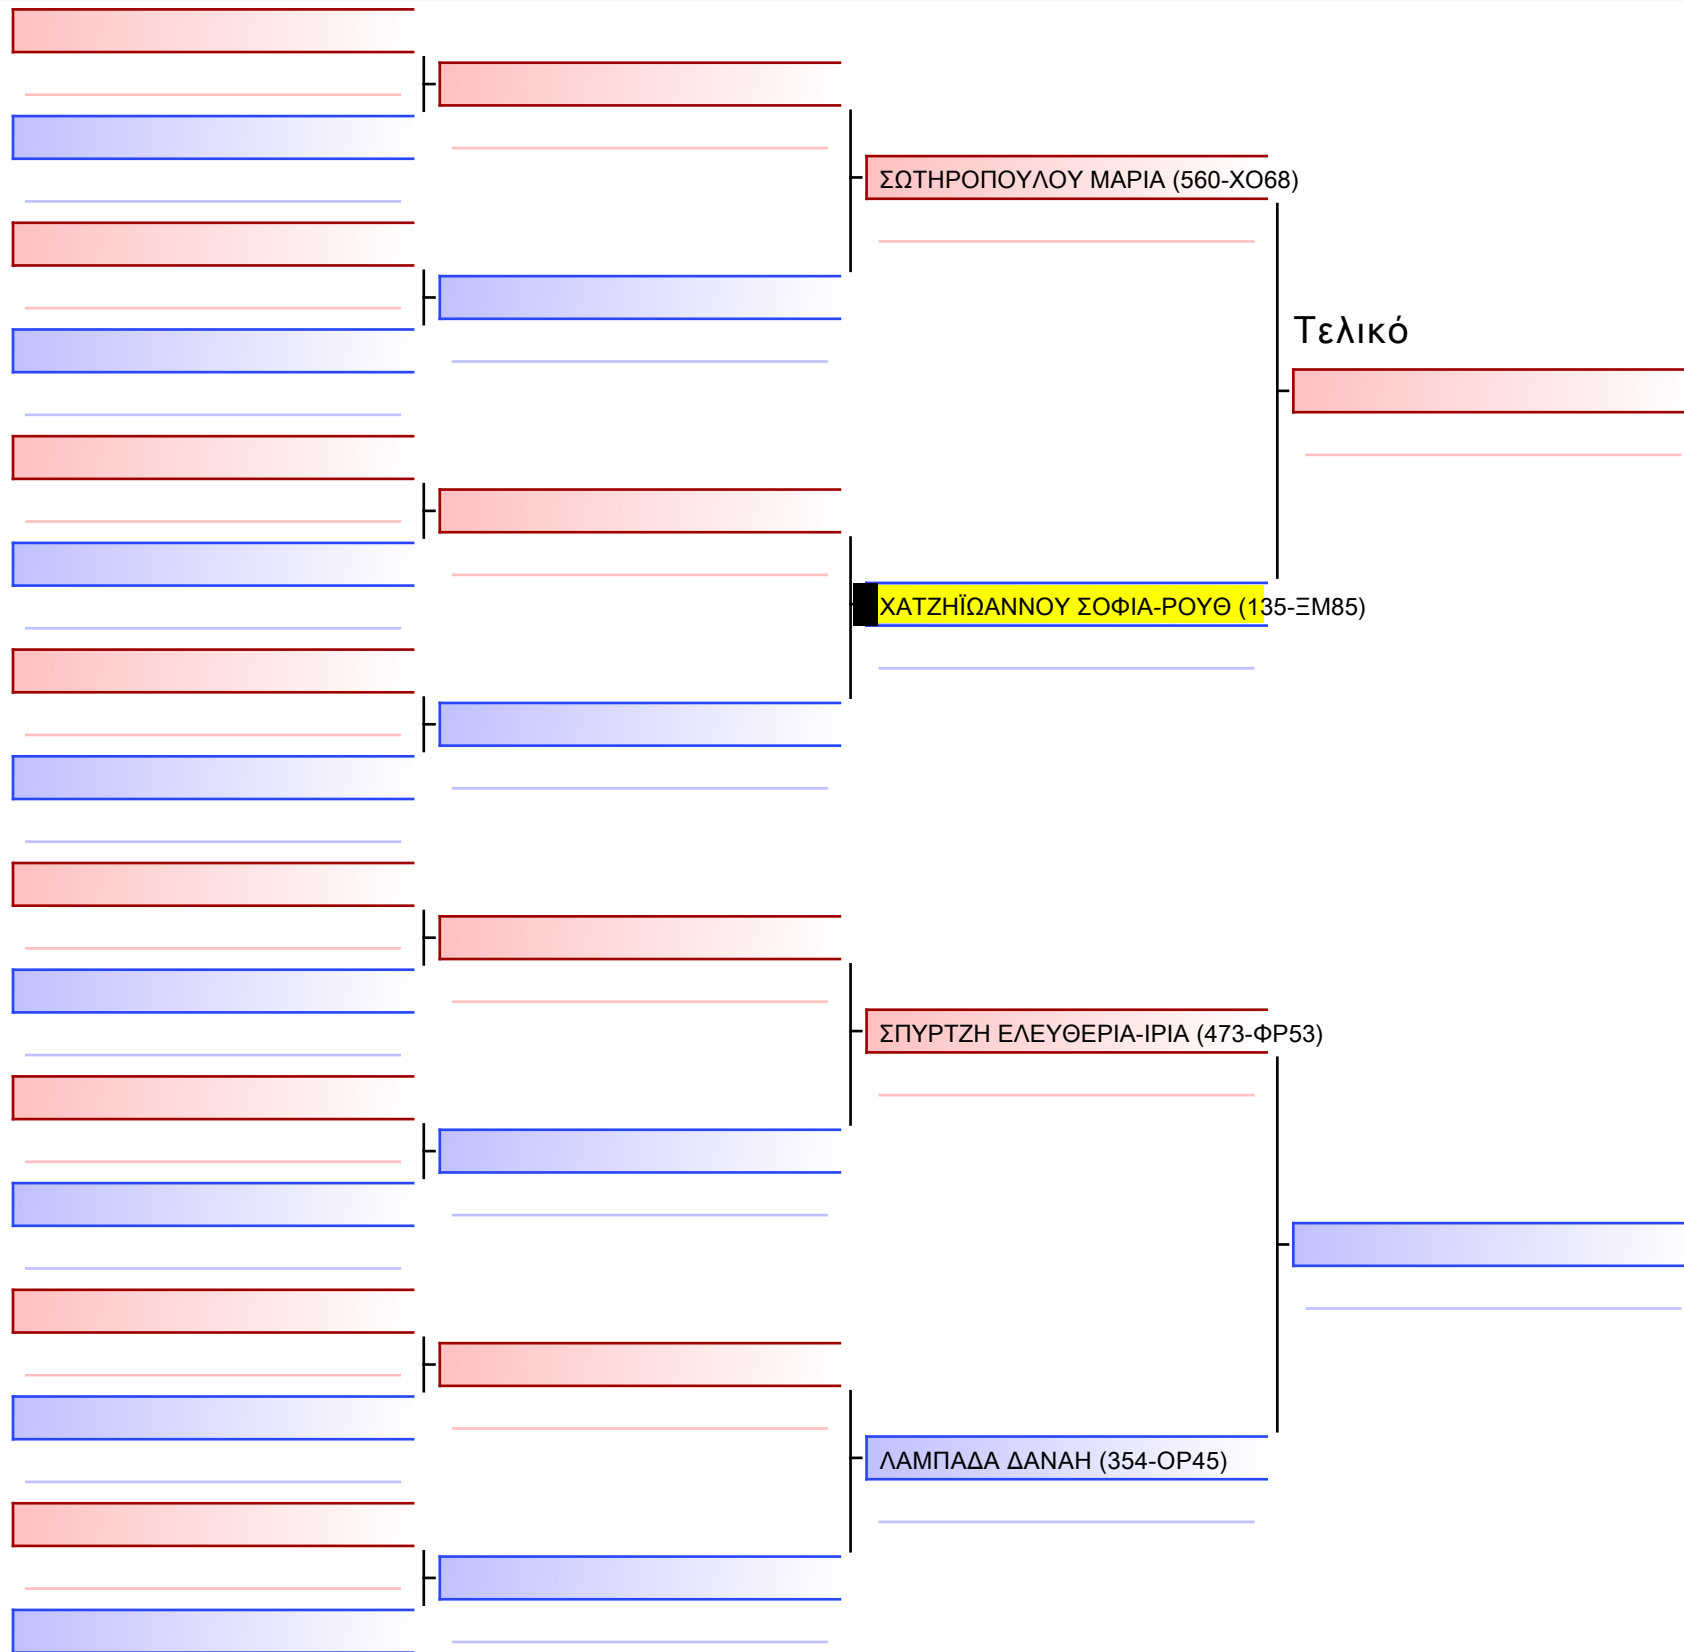 ΣΩΤΗΡΟΠΟΥΛΟΥ ΜΑΡΙΑ (560-ΧΟ68)
Τελικό
ΧΑΤΖΗΪΩΑΝΝΟΥ ΣΟΦΙΑ-ΡΟΥΘ (135-ΞΜ85)
ΣΠΥΡΤΖΗ ΕΛΕΥΘΕΡΙΑ-ΙΡΙΑ (473-ΦΡ53)
ΛΑΜΠΑΔΑ ΔΑΝΑΗ (354-ΟΡ45)